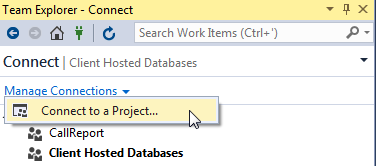 Team Explorer - Connect
Search Work Items (Ctrl+')
Connect | Client Hosted Databases
Manage Connections
Connect to a Project...
CallReport
Client Hosted Databases